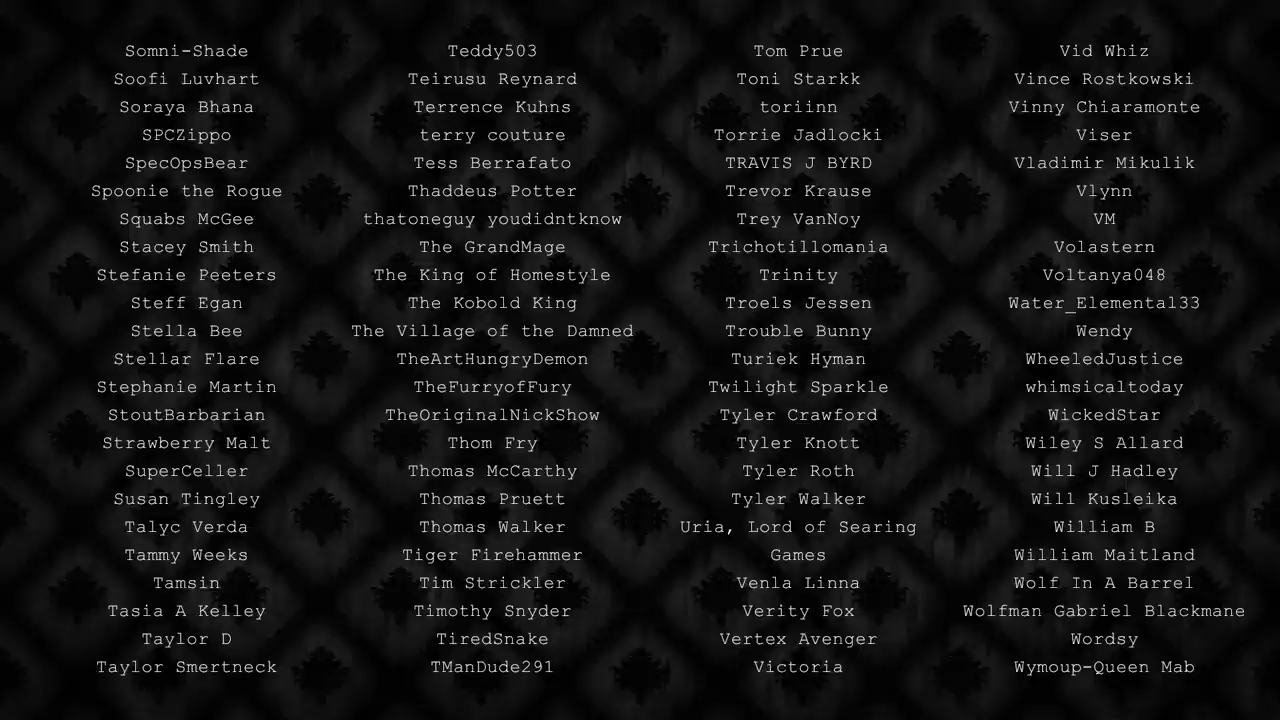 Somni-Shade
Soofi Luvhart
Soraya Bhana
SPCZippo
SpecOpsBear
Spoonie the Rogue
Squabs McGee
Stacey Smith
Stefanie Peeters
Steff Egan
Stella Bee
Stellar Flare
Stephanie Martin
StoutBarbarian
Strawberry Malt
SuperCeller
Susan Tingley
Talyc Verda
Tammy Weeks
Tamsin
Tasia A Kelley
Taylor D
Taylor Smertneck
Teddy503
Teirusu Reynard
Terrence Kuhns
terry couture
Tess Berrafato
Thaddeus Potter
thatoneguy youdidntknow
The GrandMage
The King of Homestyle
The Kobold King
The Village of the Damned
TheArtHungryDemon
TheFurryofFury
TheOriginalNickShow
Thom Fry
Thomas McCarthy
Thomas Pruett
Thomas Walker
Tiger Firehammer
Tim Strickler
Timothy Snyder
TiredSnake
TManDude291
Tom Prue
Toni Starkk
toriinn
Torrie Jadlocki
TRAVIS J BYRD
Trevor Krause
Trey VanNoy
Trichotillomania
Trinity
Troels Jessen
Trouble Bunny
Turiek Hyman
Twilight Sparkle
Tyler Crawford
Tyler Knott
Tyler Roth
Tyler Walker
Uria, Lord of Searing
Games
Venla Linna
Verity Fox
Vertex Avenger
Victoria
Vid Whiz
Vince Rostkowski
Vinny Chiaramonte
Viser
Vladimir Mikulik
Vlynn
VM
Volastern
Voltanya048
Water_Elemental33
Wendy
WheeledJustice
whimsicaltoday
WickedStar
Wiley S Allard
Will J Hadley
Will Kusleika
William B
William Maitland
Wolf In A Barrel
Wolfman Gabriel Blackmane
Wordsy
Wymoup-Queen Mab